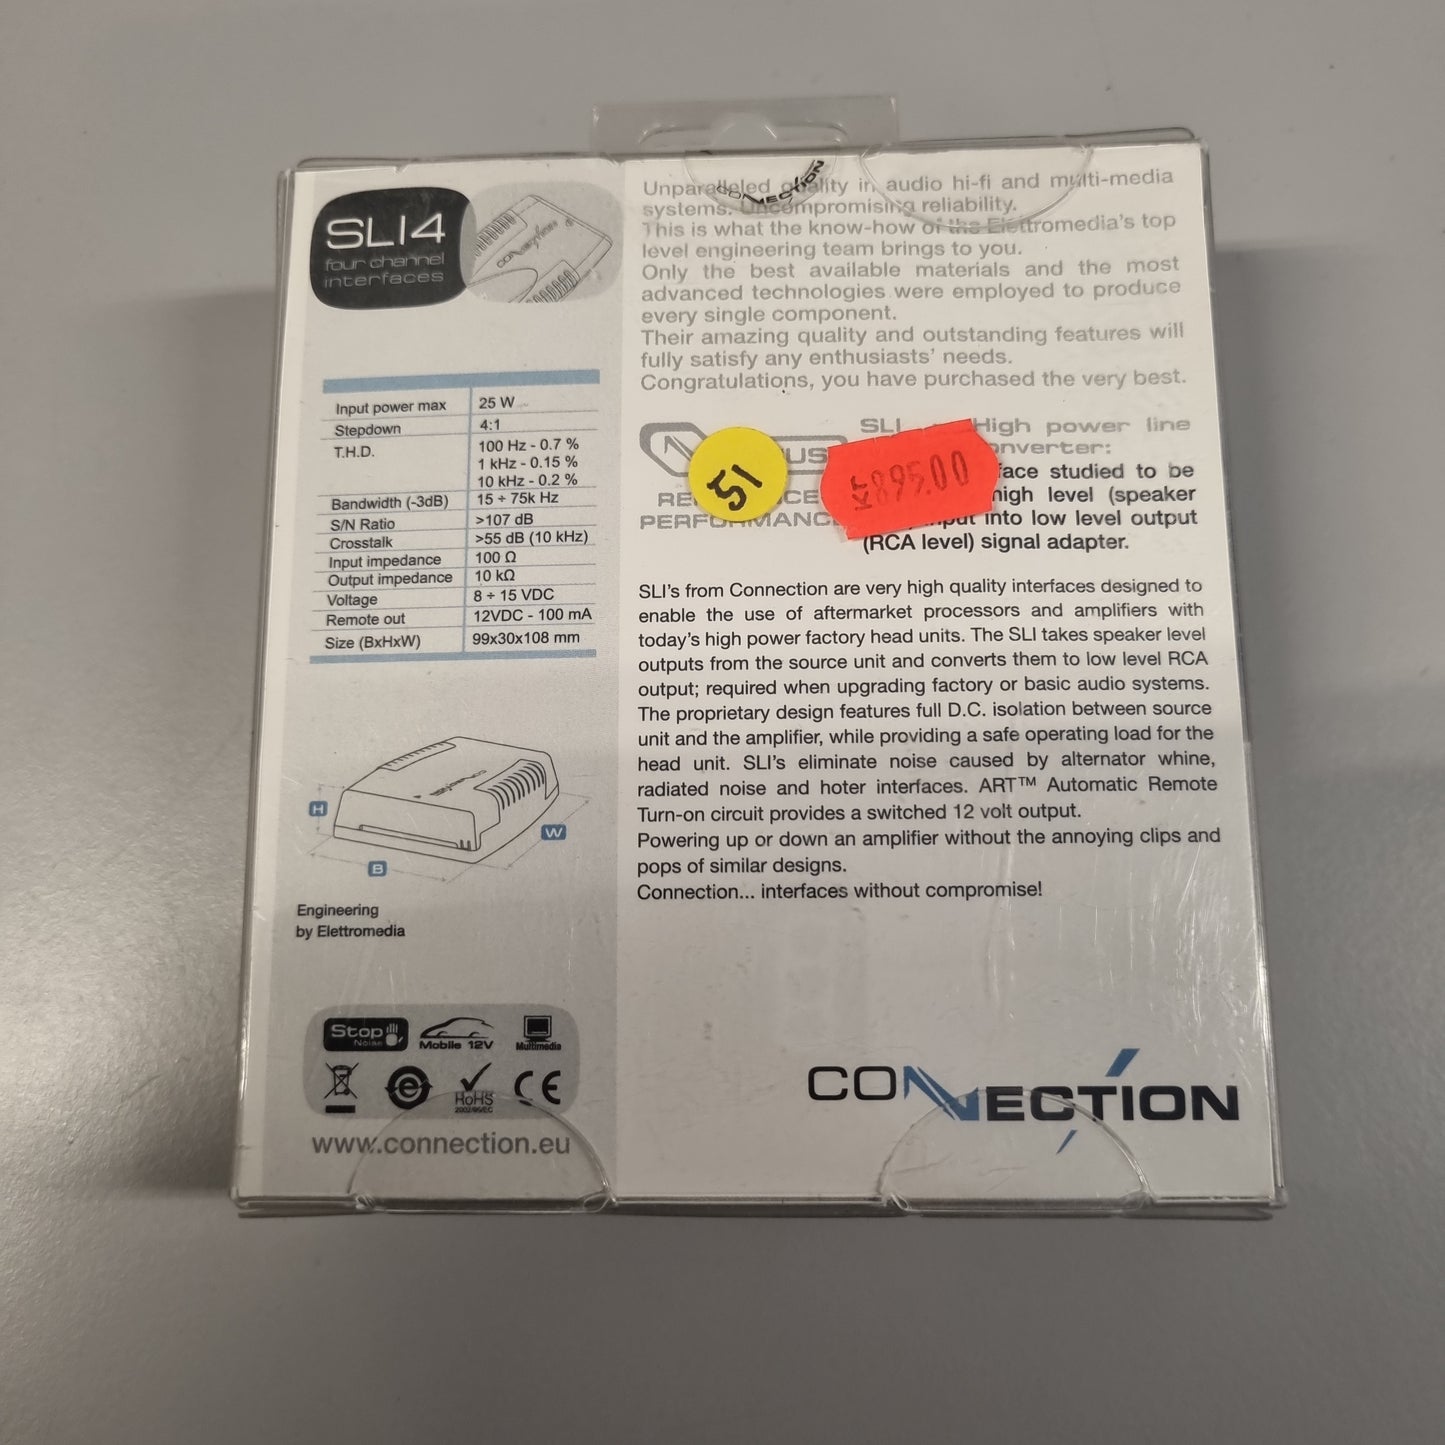 SLI4
four channel
interfaces
Input power max 25 W
Stepdown 4:1
T.H.D. 100 Hz - 0.7 %
1 kHz - 0.15 %
10 kHz - 0.2 %
Bandwidth (-3dB) 15 ÷ 75k Hz
S/N Ratio >107 dB
Crosstalk >55 dB (10 kHz)
Input impedance 100 Ω
Output impedance 10 kΩ
Voltage 8 ÷ 15 VDC
Remote out 12VDC - 100 mA
Size (BxHxW) 99x30x108 mm
H
W
B
Engineering
by Elettromedia
Stop
Noise
Mobile 12V
Multimedia
e
RoHS
2002/95/EC
CE
www.connection.eu
CONNECTION
Unparalleled quality in audio hi-fi and multi-media
systems. Uncompromising reliability.
This is what the know-how of the Elettromedia's top
level engineering team brings to you.
Only the best available materials and the most
advanced technologies were employed to produce
every single component.
Their amazing quality and outstanding features will
fully satisfy any enthusiasts' needs.
Congratulations, you have purchased the very best.
51
895.00
SLI High power line
face studied to be
high level (speaker
input into low level output
(RCA level) signal adapter.
SLI's from Connection are very high quality interfaces designed to
enable the use of aftermarket processors and amplifiers with
today's high power factory head units. The SLI takes speaker level
outputs from the source unit and converts them to low level RCA
output; required when upgrading factory or basic audio systems.
The proprietary design features full D.C. isolation between source
unit and the amplifier, while providing a safe operating load for the
head unit. SLI's eliminate noise caused by alternator whine,
radiated noise and hoter interfaces. ART™ Automatic Remote
Turn-on circuit provides a switched 12 volt output.
Powering up or down an amplifier without the annoying clips and
pops of similar designs.
Connection... interfaces without compromise!
CONNECTION